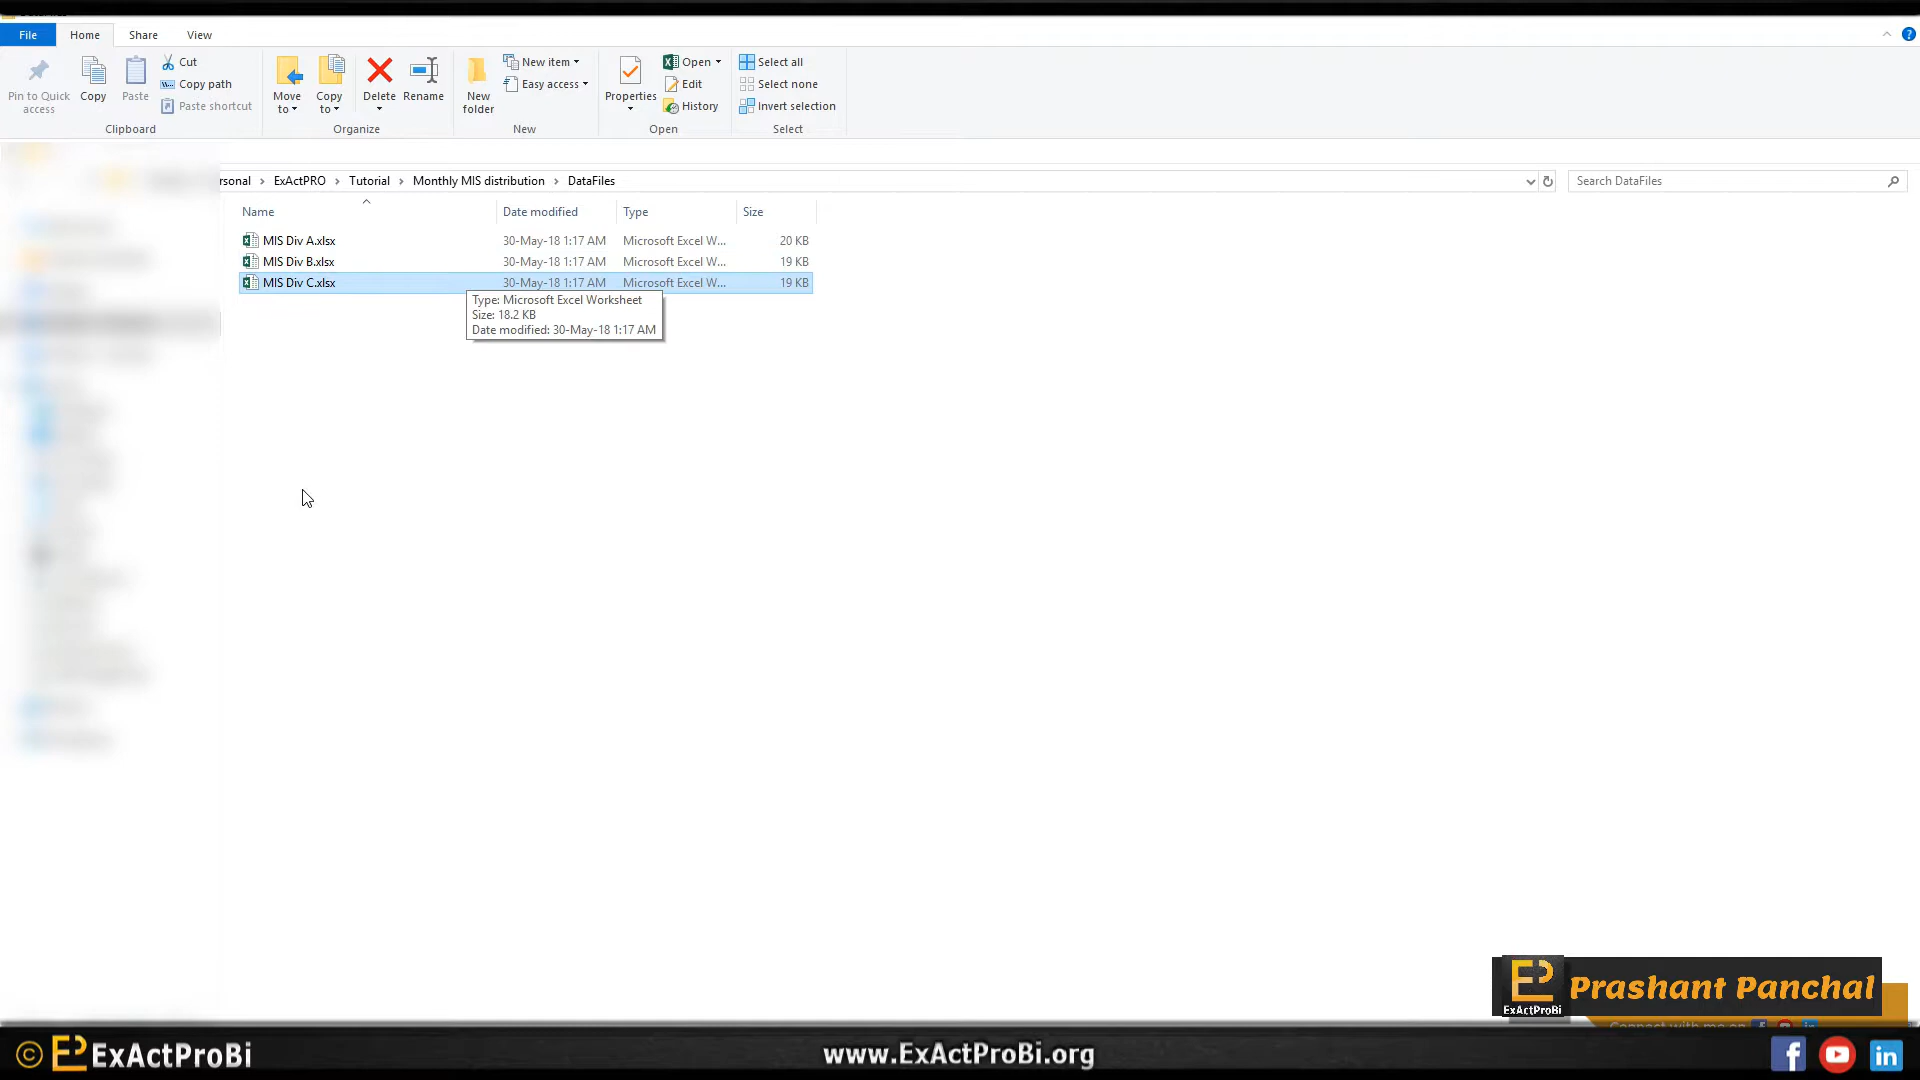 File Home Share View
Pin to Quick access
Copy
Paste
Cut
Copy path
Paste shortcut
Clipboard
Move to
Copy to
Delete
Rename
Organize
New folder
New item
Easy access
New
Properties
Open
Edit
History
Open
Select all
Select none
Invert selection
Select
rsonal > ExActPRO > Tutorial > Monthly MIS distribution > DataFiles
Search DataFiles
Name Date modified Type Size
MIS Div A.xlsx 30-May-18 1:17 AM Microsoft Excel W... 20 KB
MIS Div B.xlsx 30-May-18 1:17 AM Microsoft Excel W... 19 KB
MIS Div C.xlsx 30-May-18 1:17 AM Microsoft Excel W... 19 KB
Type: Microsoft Excel Worksheet
Size: 18.2 KB
Date modified: 30-May-18 1:17 AM
EP
ExActProBi
Prashant Panchal
Connect with me on
© EP ExActProBi
www.ExActProBi.org